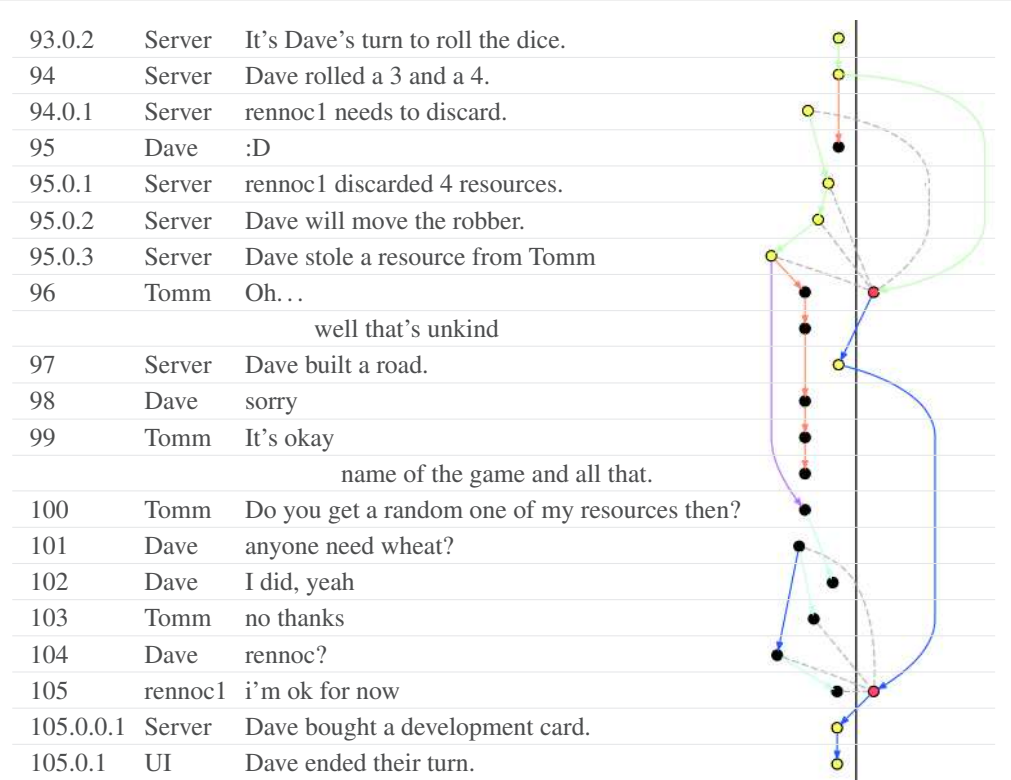 93.0.2 Server It's Dave's turn to roll the dice.
94 Server Dave rolled a 3 and a 4.
94.0.1 Server rennoc1 needs to discard.
95 Dave :D
95.0.1 Server rennoc1 discarded 4 resources.
95.0.2 Server Dave will move the robber.
95.0.3 Server Dave stole a resource from Tomm
96 Tomm Oh...
well that's unkind
97 Server Dave built a road.
98 Dave sorry
99 Tomm It's okay
name of the game and all that.
100 Tomm Do you get a random one of my resources then?
101 Dave anyone need wheat?
102 Dave I did, yeah
103 Tomm no thanks
104 Dave rennoc?
105 rennoc1 i'm ok for now
105.0.0.1 Server Dave bought a development card.
105.0.1 UI Dave ended their turn.